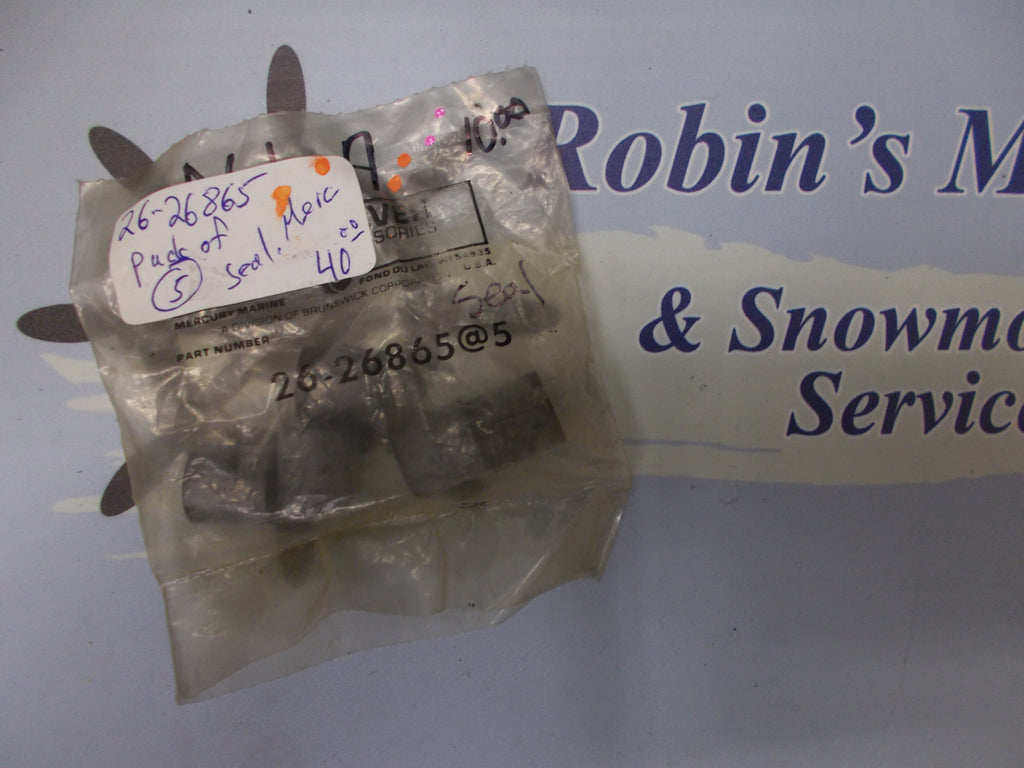 10.00
26-26865
pack of
5 seal. Merc
40.00
MERCURY MARINE
A DIVISION OF BRUNSWICK
Seal
PART NUMBER
26-26865@5
Robin's M
& Snowmo
Service